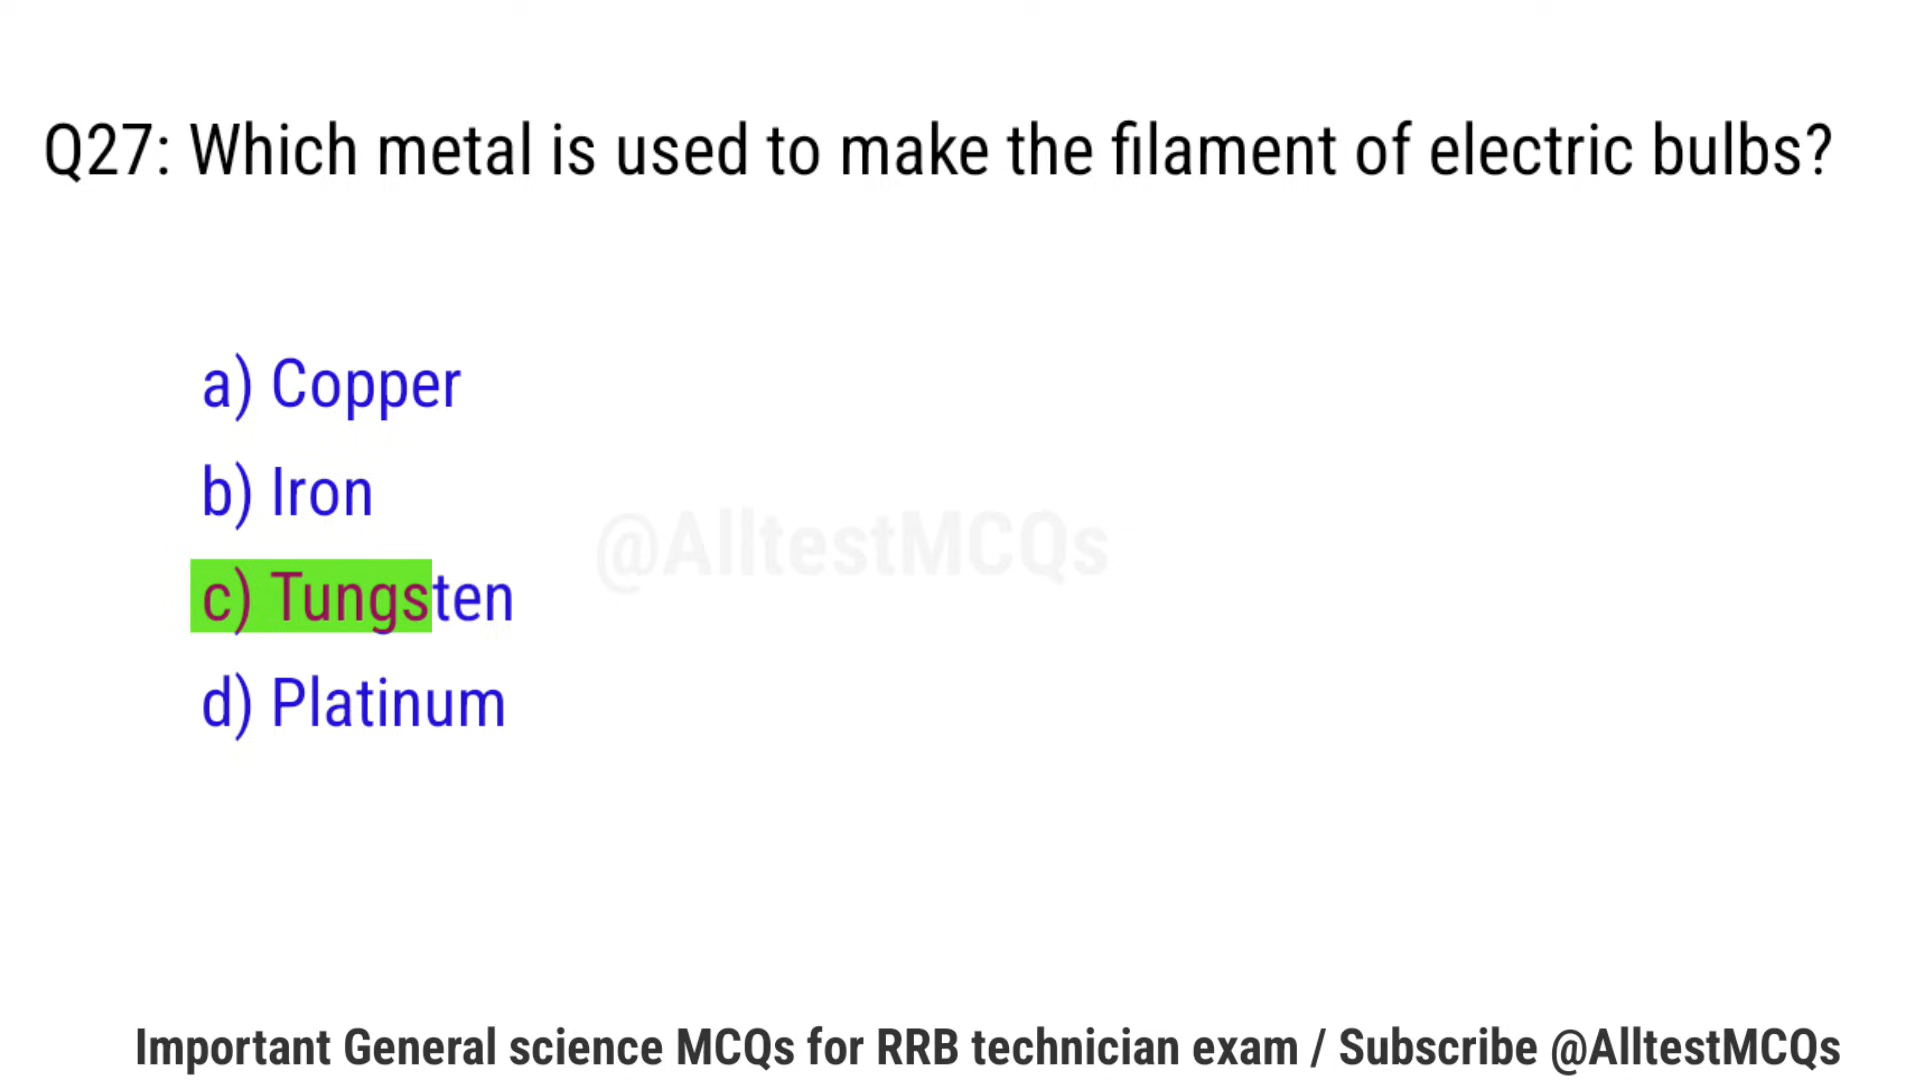 Q27: Which metal is used to make the filament of electric bulbs?
a) Copper
b) Iron
@AlltestMCQs
c) Tungsten
d) Platinum
Important General science MCQs for RRB technician exam / Subscribe @AlltestMCQs